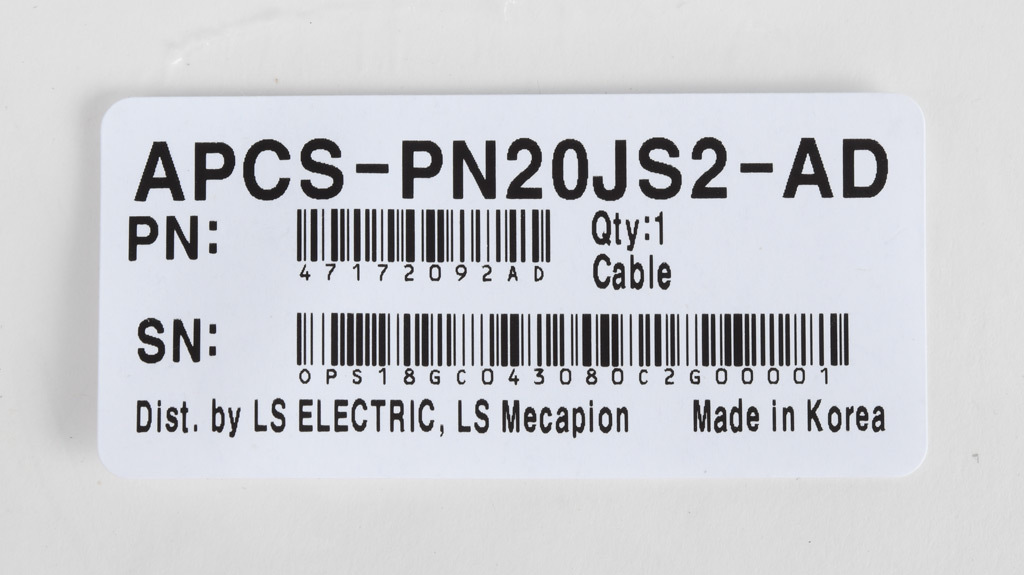 APCS-PN20JS2-AD
PN: 47172092AD Qty:1
Cable
SN: OPS18GC043080C2G00001
Dist. by LS ELECTRIC, LS Mecapion Made in Korea